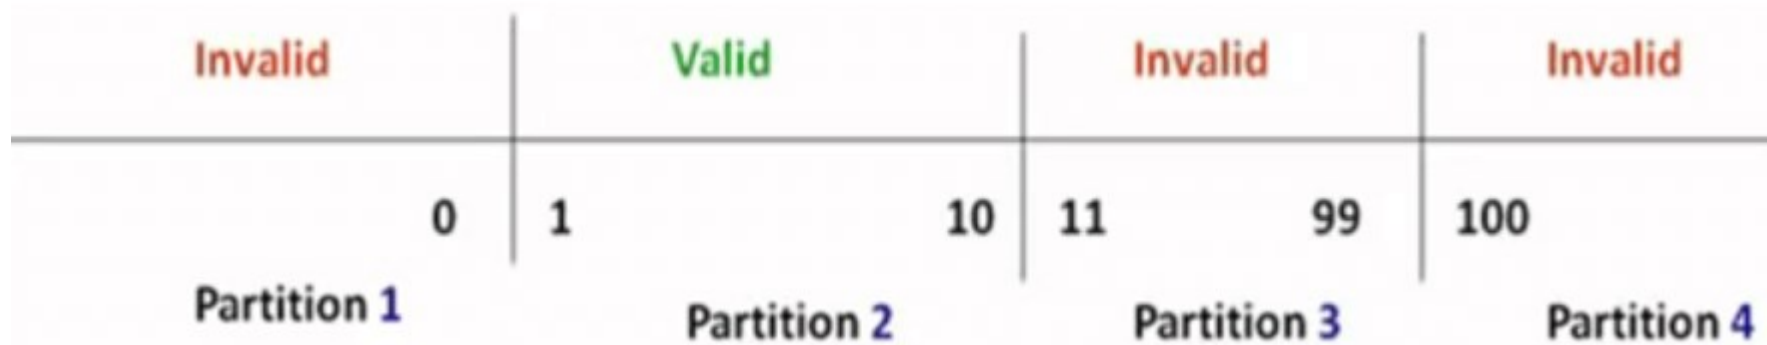 Invalid Valid Invalid Invalid
0 1 10 11 99 100
Partition 1 Partition 2 Partition 3 Partition 4